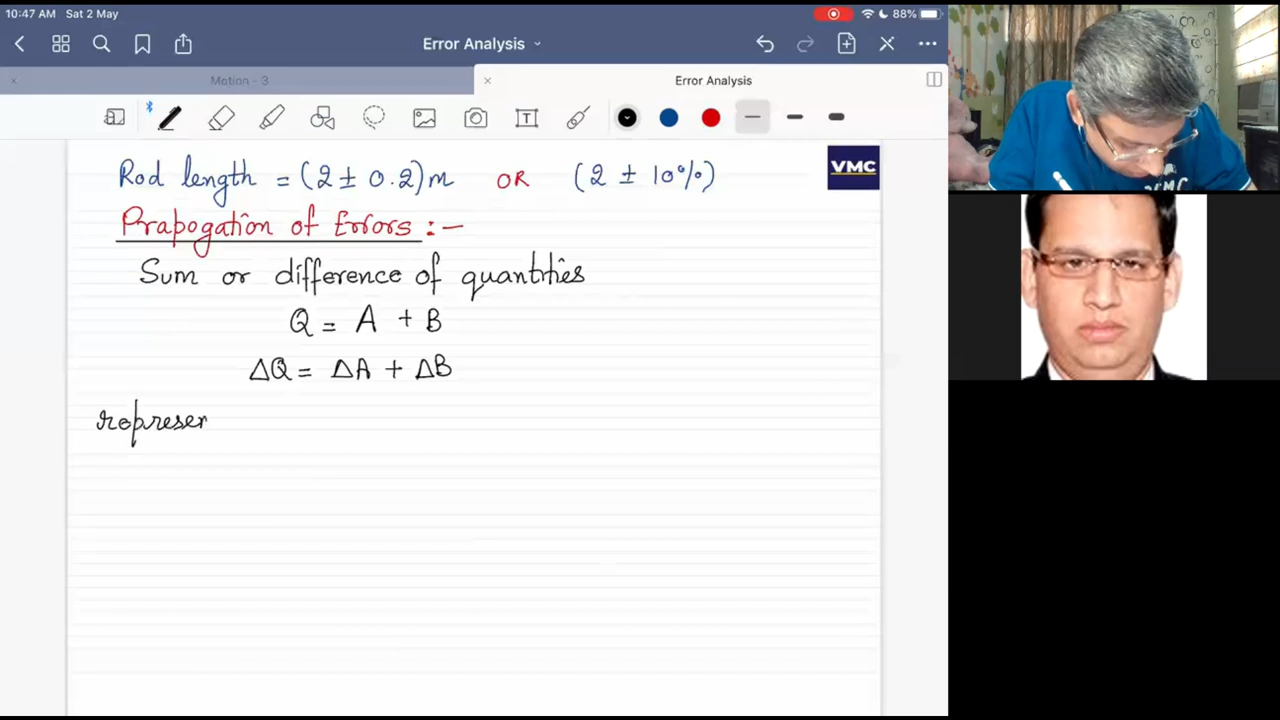 10:47 AM Sat 2 May 88%
Error Analysis
Motion - 3 Error Analysis
T
Rod length = (2 ± 0.2)m OR (2 ± 10%)
VMC
Prapogation of Errors :-
Sum or difference of quantities
Q = A + B
ΔQ = ΔA + ΔB
represer